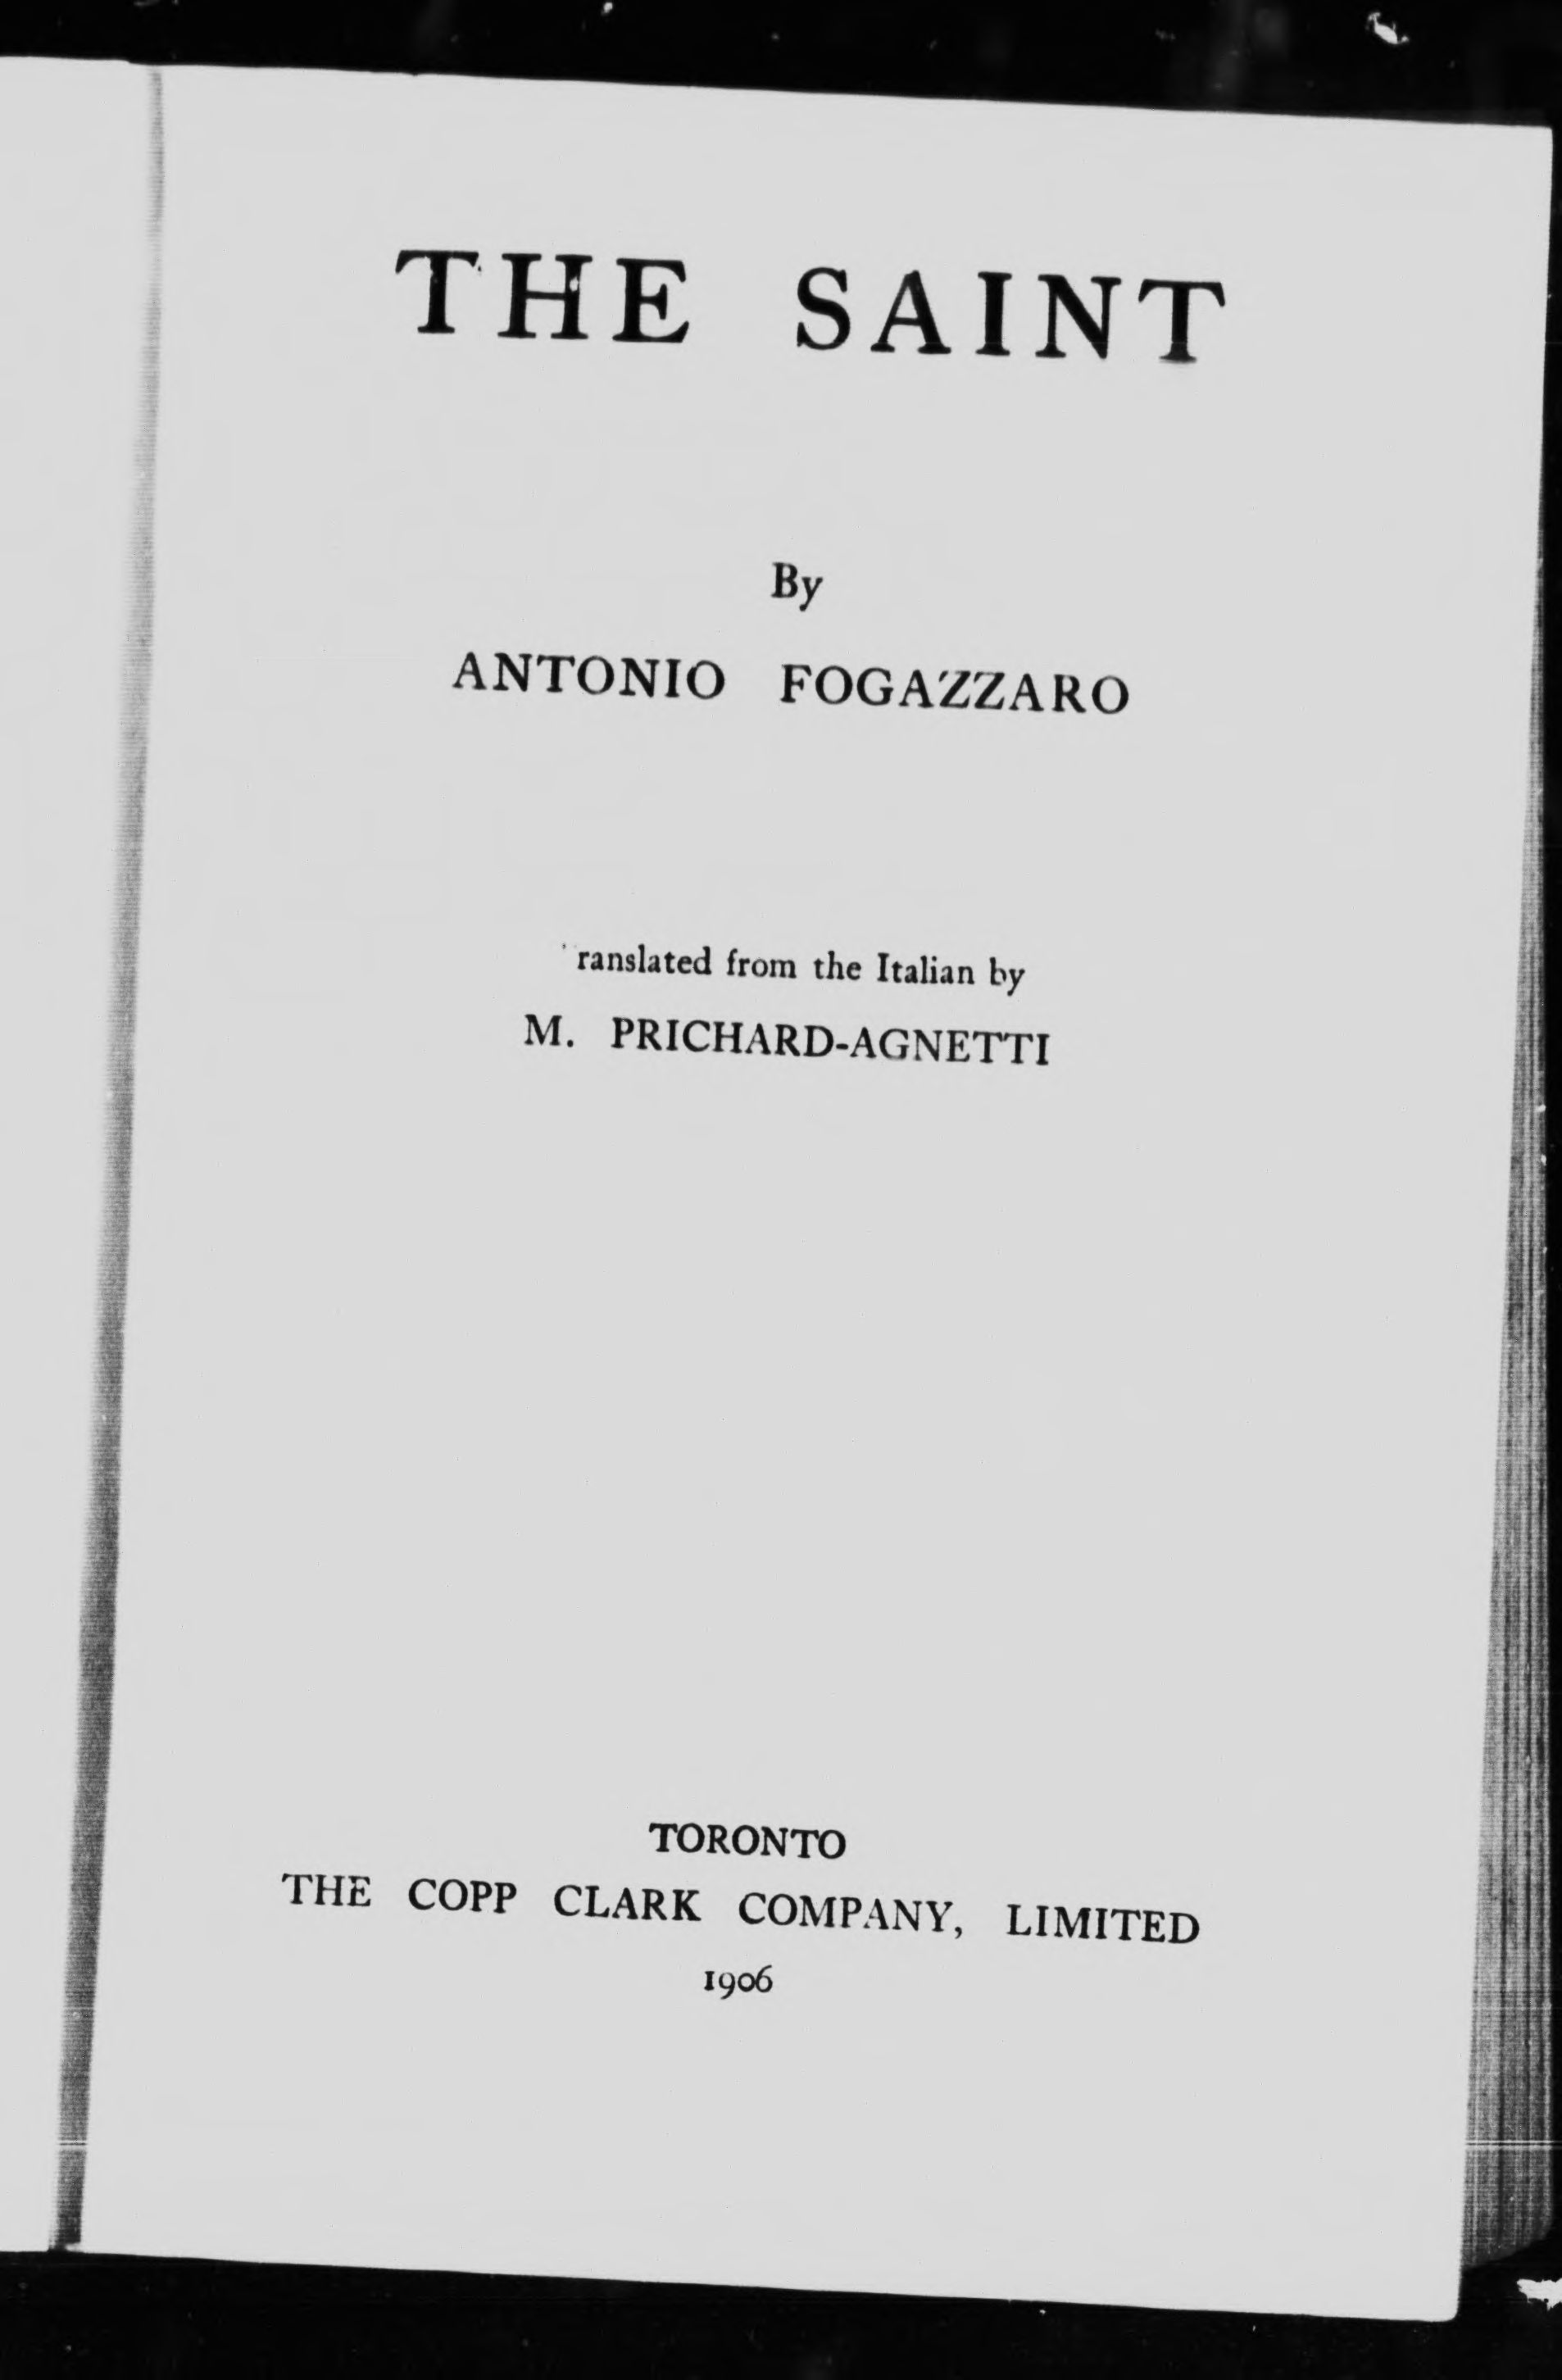 THE SAINT
By
ANTONIO FOGAZZARO
ranslated from the Italian by
M. PRICHARD-AGNETTI
TORONTO
THE COPP CLARK COMPANY, LIMITED
1906